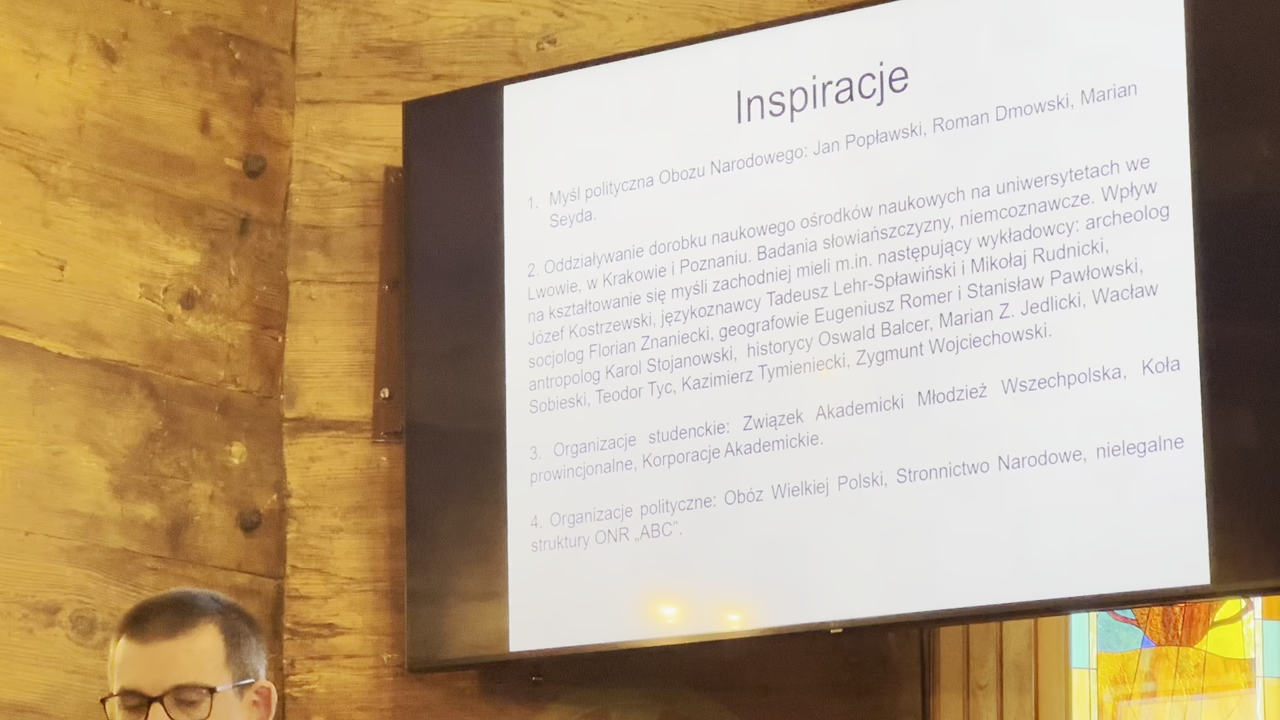 Inspiracje
1. Myśl polityczna Obozu Narodowego: Jan Popławski, Roman Dmowski, Marian
Seyda.
2. Oddziaływanie dorobku naukowego ośrodków naukowych na uniwersytetach we
Lwowie, w Krakowie i Poznaniu. Badania słowiańszczyzny, niemcoznawcze. Wpływ
na kształtowanie się myśli zachodniej mieli m.in. następujący wykładowcy: archeolog
Józef Kostrzewski, językoznawcy Tadeusz Lehr-Spławiński i Mikołaj Rudnicki,
socjolog Florian Znaniecki, geografowie Eugeniusz Romer i Stanisław Pawłowski,
antropolog Karol Stojanowski, historycy Oswald Balcer, Marian Z. Jedlicki, Wacław
Sobieski, Teodor Tyc, Kazimierz Tymieniecki, Zygmunt Wojciechowski.
3. Organizacje studenckie: Związek Akademicki Młodzież Wszechpolska, Koła
prowincjonalne, Korporacje Akademickie.
4. Organizacje polityczne: Obóz Wielkiej Polski, Stronnictwo Narodowe, nielegalne
struktury ONR „ABC”.